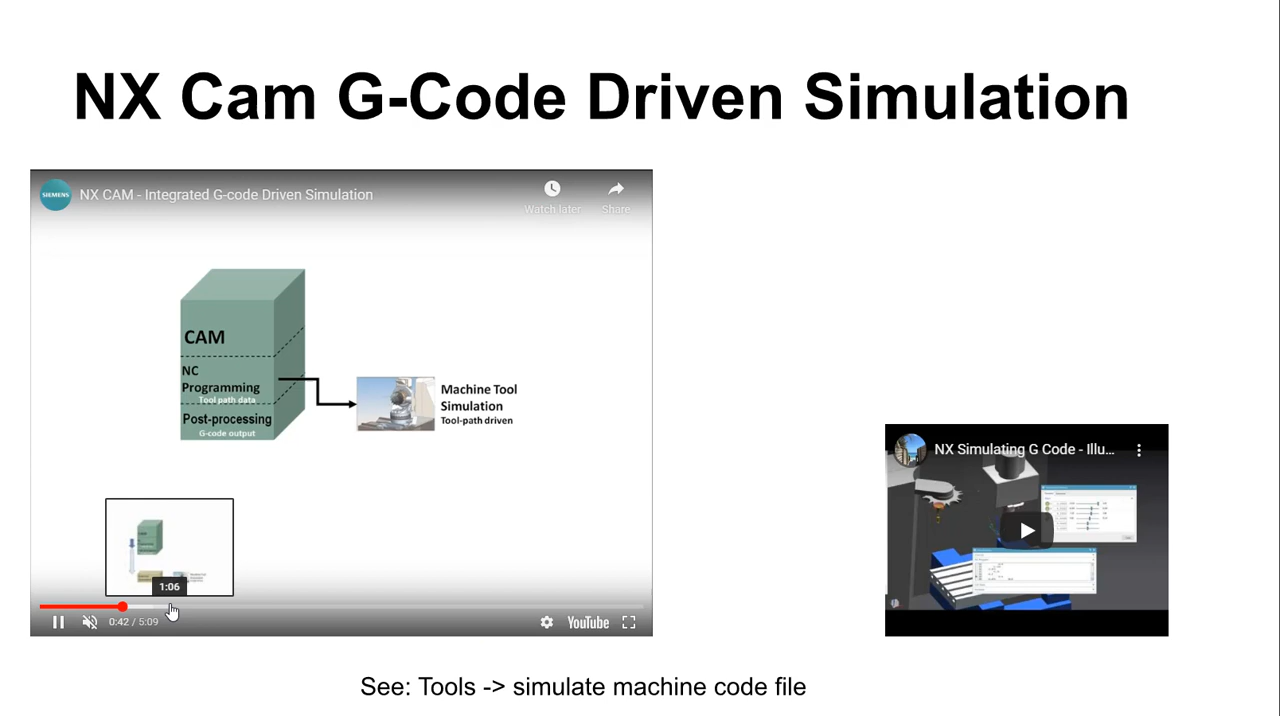 NX Cam G-Code Driven Simulation
SIEMENS
NX CAM - Integrated G-code Driven Simulation
Watch later
Share
CAM
NC
Programming
Tool path data
Post-processing
G-code output
Machine Tool
Simulation
Tool-path driven
1:06
0:42 / 5:09
YouTube
NX Simulating G Code - Illu...
See: Tools -> simulate machine code file